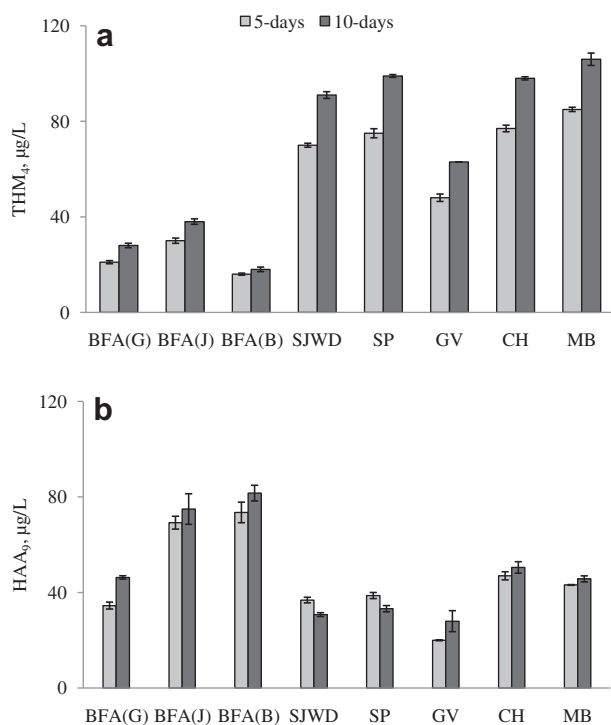 a
5-days 10-days
120
80
40
0
THM₄, µg/L
BFA(G) BFA(J) BFA(B) SJWD SP GV CH MB
b
120
80
40
0
HAA₉, µg/L
BFA(G) BFA(J) BFA(B) SJWD SP GV CH MB